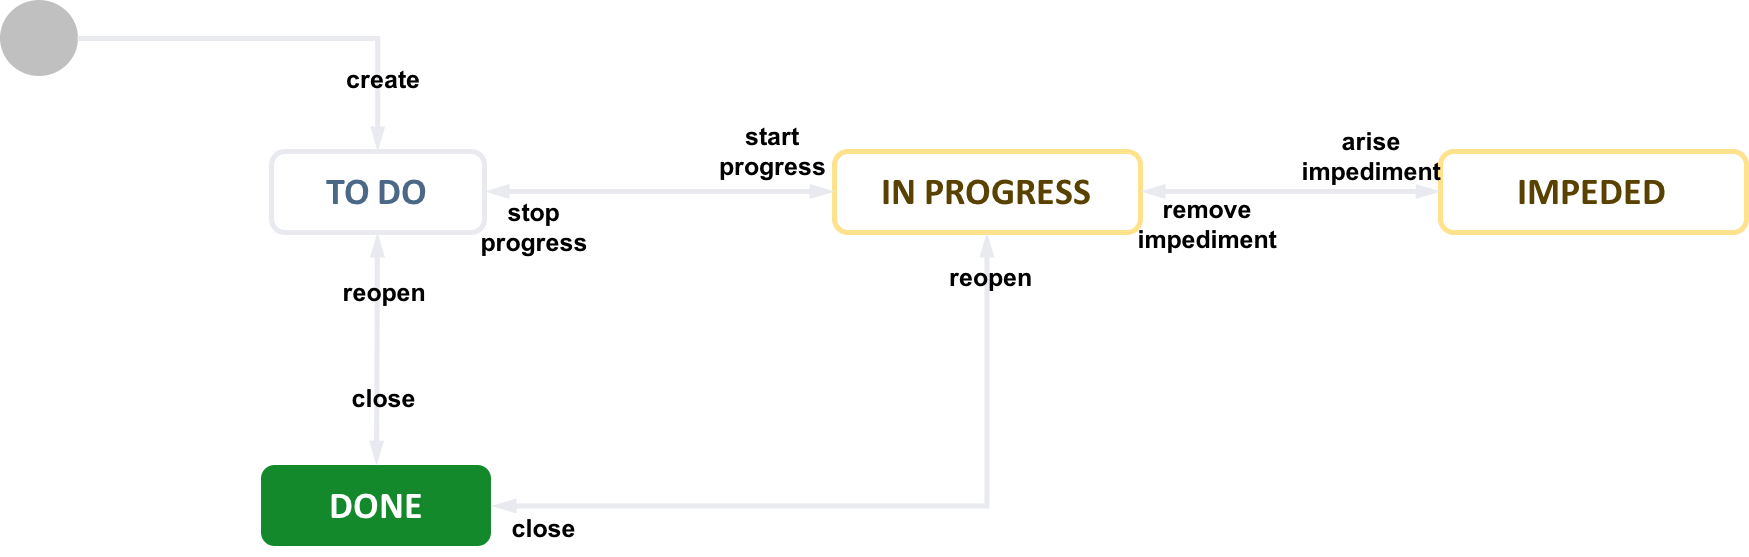 create
start
progress
arise
impediment
TO DO
IN PROGRESS
IMPEDED
stop
progress
remove
impediment
reopen
reopen
close
DONE
close